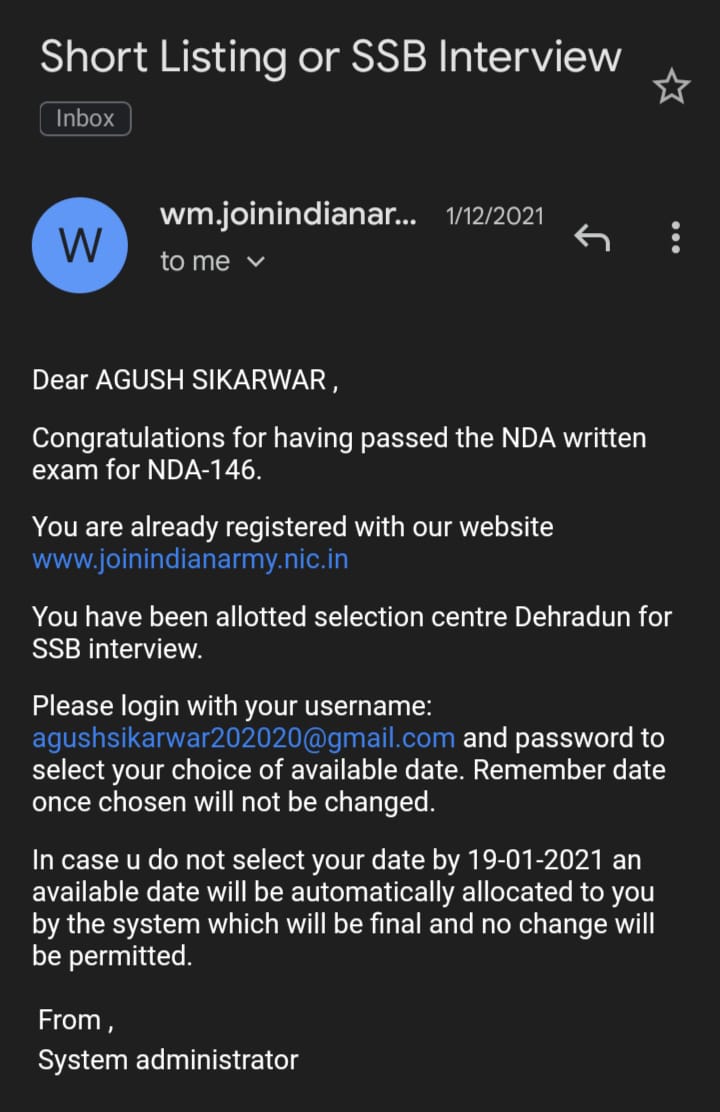 Short Listing or SSB Interview
Inbox
W
wm.joinindianar... 1/12/2021
to me
Dear AGUSH SIKARWAR ,
Congratulations for having passed the NDA written
exam for NDA-146.
You are already registered with our website
www.joinindianarmy.nic.in
You have been allotted selection centre Dehradun for
SSB interview.
Please login with your username:
agushsikarwar202020@gmail.com and password to
select your choice of available date. Remember date
once chosen will not be changed.
In case u do not select your date by 19-01-2021 an
available date will be automatically allocated to you
by the system which will be final and no change will
be permitted.
From ,
System administrator